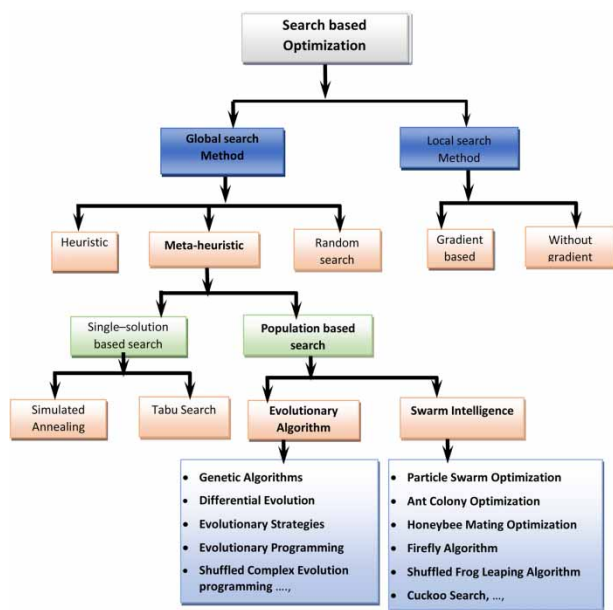 Search based
Optimization
Global search
Method
Local search
Method
Heuristic
Meta-heuristic
Random
search
Gradient
based
Without
gradient
Single–solution
based search
Population based
search
Simulated
Annealing
Tabu Search
Evolutionary
Algorithm
Swarm Intelligence
• Genetic Algorithms
• Differential Evolution
• Evolutionary Strategies
• Evolutionary Programming
• Shuffled Complex Evolution
programming ….,
• Particle Swarm Optimization
• Ant Colony Optimization
• Honeybee Mating Optimization
• Firefly Algorithm
• Shuffled Frog Leaping Algorithm
• Cuckoo Search, …,